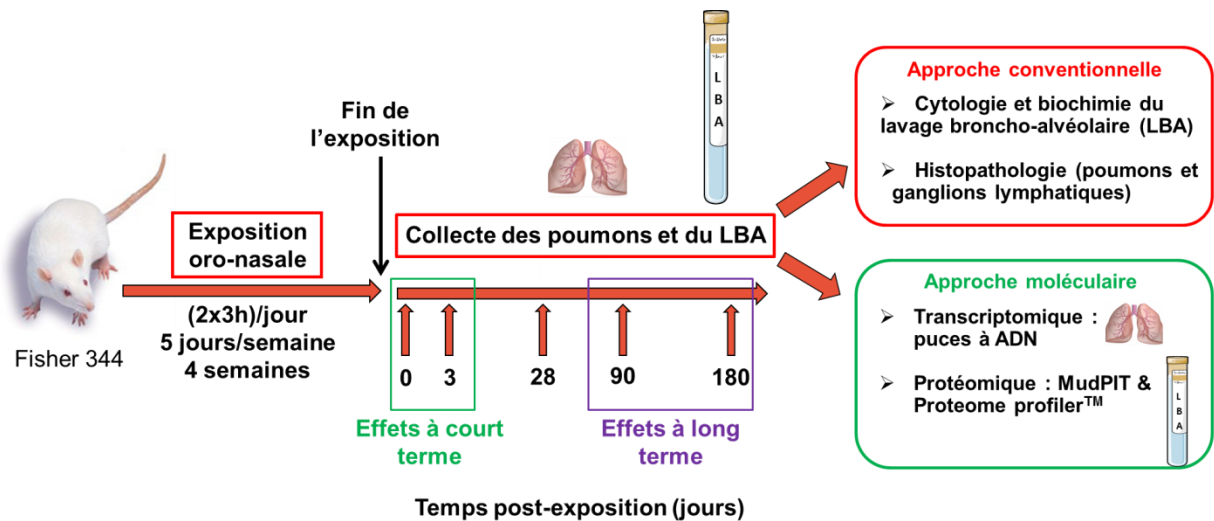 Fisher 344
Exposition
oro-nasale
(2x3h)/jour
5 jours/semaine
4 semaines
Fin de
l'exposition
Collecte des poumons et du LBA
0
3
28
90
180
Effets à court
terme
Effets à long
terme
Temps post-exposition (jours)
L
B
A
Approche conventionnelle
➢ Cytologie et biochimie du
lavage broncho-alvéolaire (LBA)
➢ Histopathologie (poumons et
ganglions lymphatiques)
Approche moléculaire
➢ Transcriptomique :
puces à ADN
➢ Protéomique : MudPIT &
Proteome profiler™
L
B
A